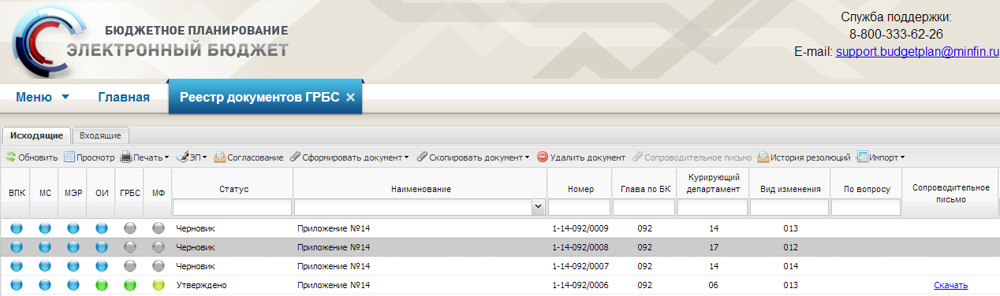 БЮДЖЕТНОЕ ПЛАНИРОВАНИЕ
ЭЛЕКТРОННЫЙ БЮДЖЕТ
Служба поддержки:
8-800-333-62-26
E-mail: support.budgetplan@minfin.ru
Меню Главная Реестр документов ГРБС
Исходящие Входящие
Обновить Просмотр Печать ЭП Согласование Сформировать документ Скопировать документ Удалить документ Сопроводительное письмо История резолюций Импорт
ВПК МС МЭР ОИ ГРБС МФ Статус Наименование Номер Глава по БК Курирующий департамент Вид изменения По вопросу Сопроводительное письмо
Черновик Приложение №14 1-14-092/0009 092 14 013
Черновик Приложение №14 1-14-092/0008 092 17 012
Черновик Приложение №14 1-14-092/0007 092 14 014
Утверждено Приложение №14 1-14-092/0006 092 06 013 Скачать